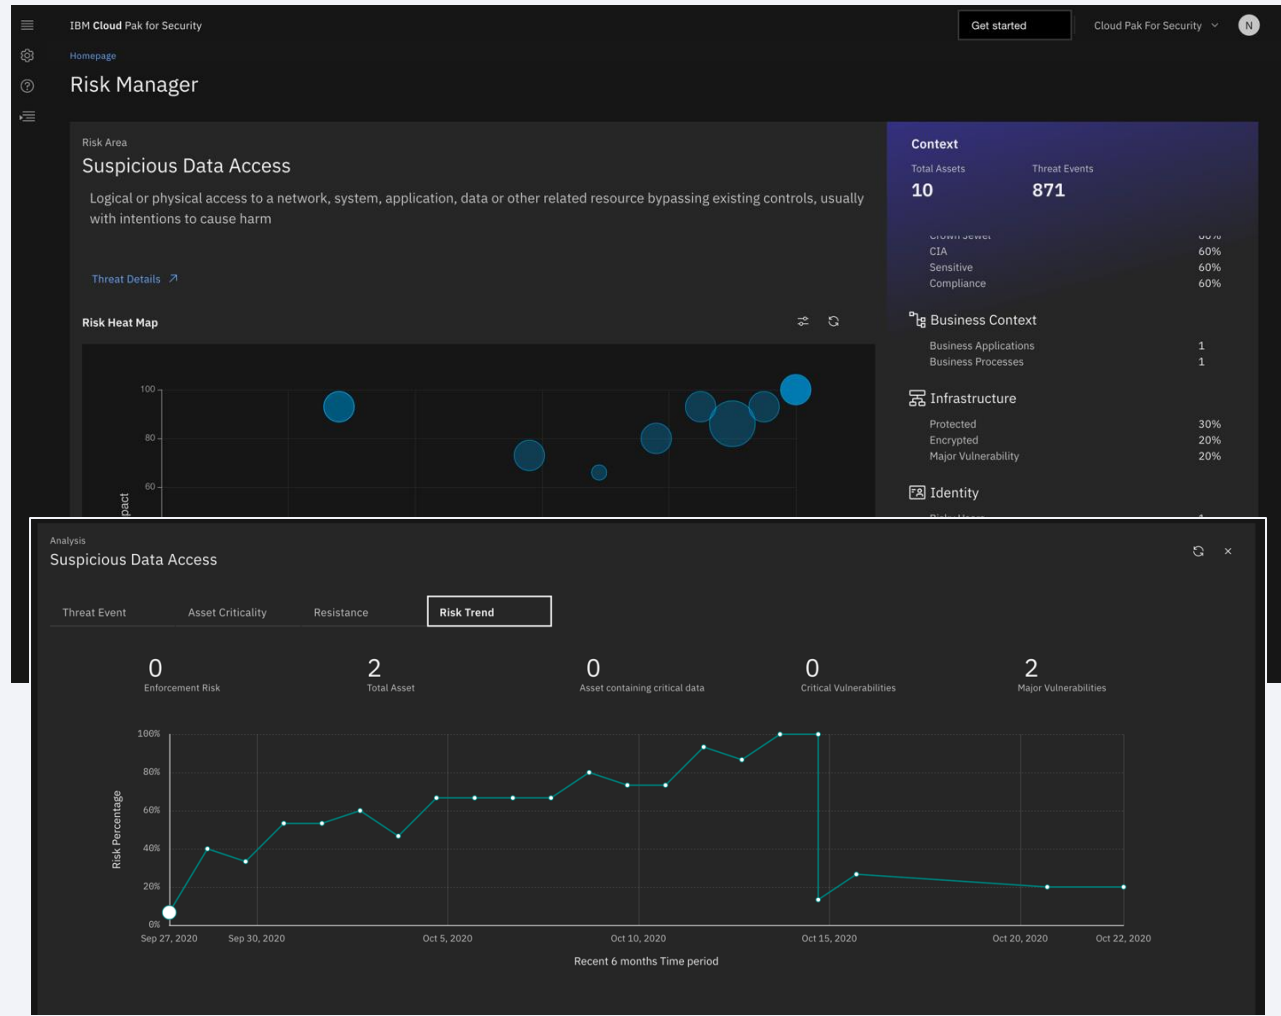 IBM Cloud Pak for Security
Get started
Cloud Pak For Security
N
Homepage
Risk Manager
Risk Area
Suspicious Data Access
Logical or physical access to a network, system, application, data or other related resource bypassing existing controls, usually
with intentions to cause harm
Threat Details
Risk Heat Map
100
80
60
Context
Total Assets
Threat Events
10
871
CIA 60%
Sensitive 60%
Compliance 60%
Business Context
Business Applications 1
Business Processes 1
Infrastructure
Protected 30%
Encrypted 20%
Major Vulnerability 20%
Identity
Analysis
Suspicious Data Access
Threat Event
Asset Criticality
Resistance
Risk Trend
0
Enforcement Risk
2
Total Asset
0
Asset containing critical data
0
Critical Vulnerabilities
2
Major Vulnerabilities
Risk Percentage
100%
80%
60%
40%
20%
0%
Sep 27, 2020
Sep 30, 2020
Oct 5, 2020
Oct 10, 2020
Oct 15, 2020
Oct 20, 2020
Oct 22, 2020
Recent 6 months Time period